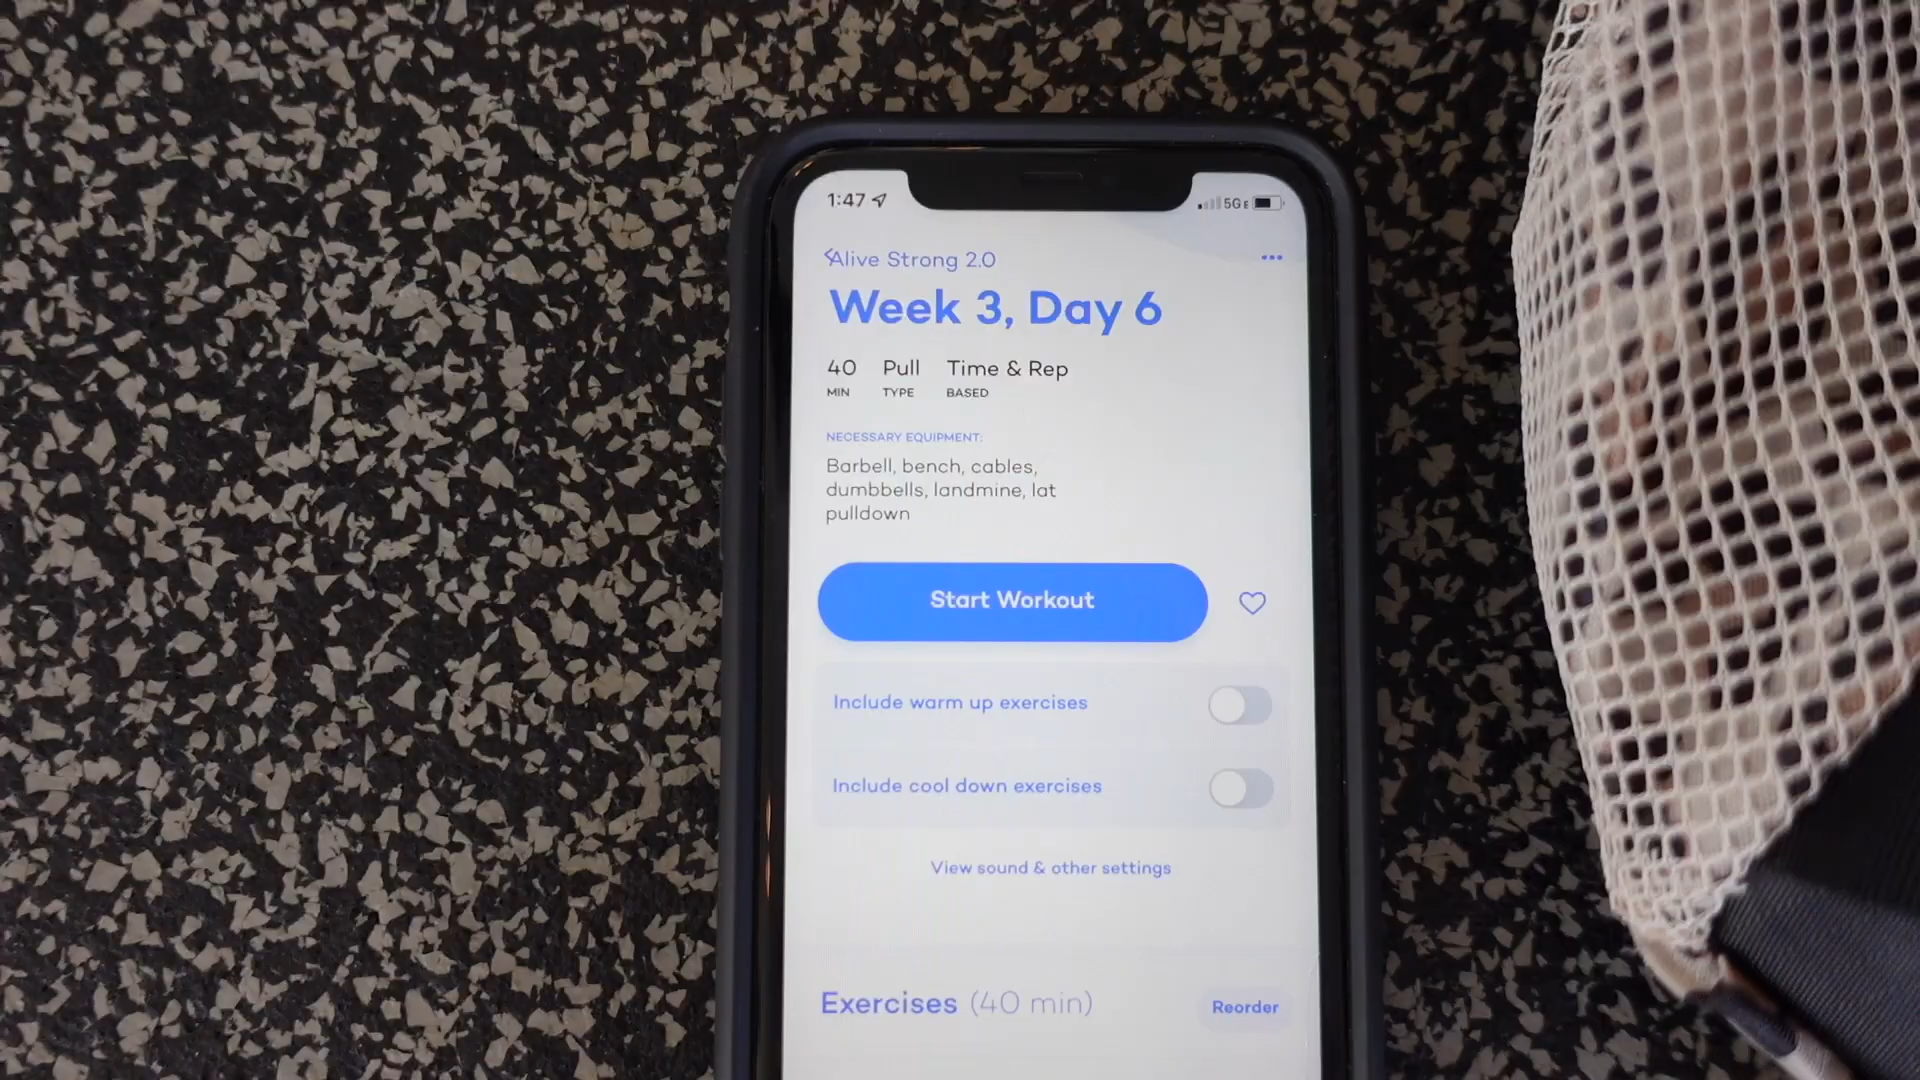 1:47
5GE
Alive Strong 2.0
Week 3, Day 6
40 Pull Time & Rep
MIN TYPE BASED
NECESSARY EQUIPMENT:
Barbell, bench, cables,
dumbbells, landmine, lat
pulldown
Start Workout
Include warm up exercises
Include cool down exercises
View sound & other settings
Exercises (40 min)
Reorder